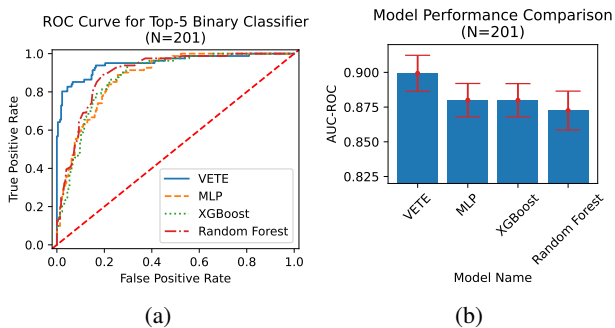 ROC Curve for Top-5 Binary Classifier
(N=201)
True Positive Rate
1.0
0.8
0.6
0.4
0.2
0.0
VETE
MLP
XGBoost
Random Forest
0.0 0.2 0.4 0.6 0.8 1.0
False Positive Rate
(a)
Model Performance Comparison
(N=201)
AUC-ROC
0.900
0.875
0.850
0.825
VETE
MLP
XGBoost
Random Forest
Model Name
(b)